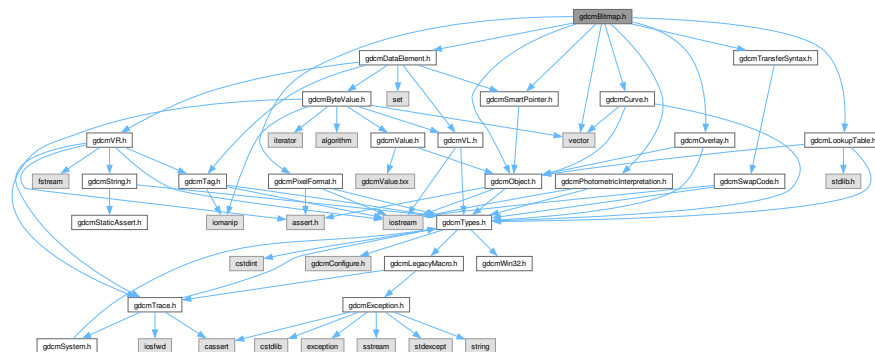 gdcmBitmap.h
gdcmDataElement.h
gdcmTransferSyntax.h
gdcmByteValue.h
set
gdcmSmartPointer.h
gdcmCurve.h
gdcmVR.h
iterator
algorithm
gdcmValue.h
gdcmVL.h
vector
gdcmOverlay.h
gdcmLookupTable.h
fstream
gdcmString.h
gdcmTag.h
gdcmPixelFormat.h
gdcmValue.txx
gdcmObject.h
gdcmPhotometricInterpretation.h
gdcmSwapCode.h
stdlib.h
gdcmStaticAssert.h
iomanip
assert.h
iostream
gdcmTypes.h
cstdint
gdcmConfigure.h
gdcmLegacyMacro.h
gdcmWin32.h
gdcmTrace.h
gdcmException.h
gdcmSystem.h
iosfwd
cassert
cstdlib
exception
sstream
stdexcept
string